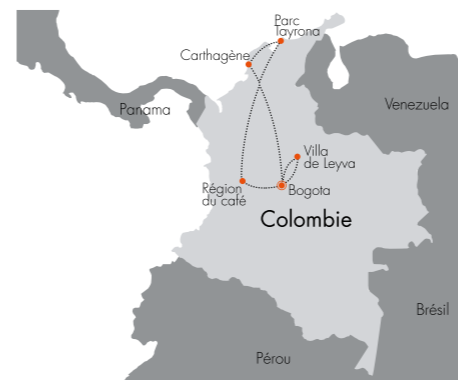 Parc
Tayrona
Carthagène
Panama
Venezuela
Villa
de Leyva
Région
du café
Bogota
Colombie
Brésil
Pérou